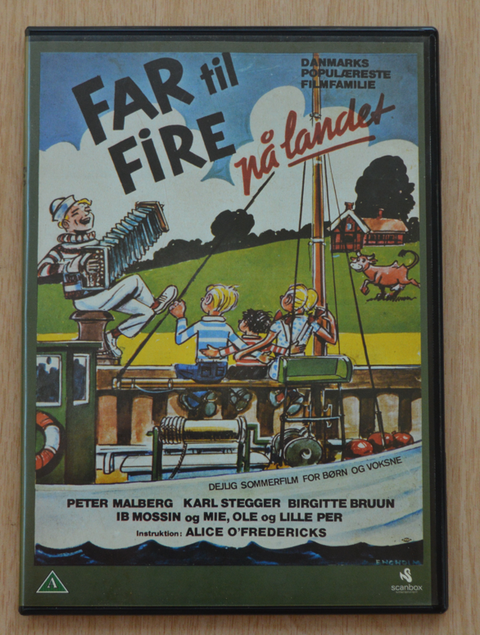 FAR til
FiRE
på landet
DANMARKS
POPULÆRESTE
FILMFAMILIE
DEJLIG SOMMERFILM FOR BØRN OG VOKSNE
PETER MALBERG KARL STEGGER BIRGITTE BRUUN
IB MOSSIN og MIE, OLE og LILLE PER
Instruktion: ALICE O'FREDERICKS
A
scanbox